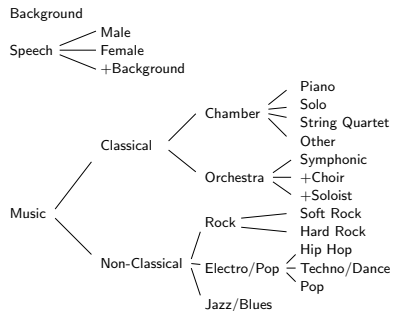 Background
Speech
Male
Female
+Background
Music
Classical
Chamber
Piano
Solo
String Quartet
Other
Orchestra
Symphonic
+Choir
+Soloist
Non-Classical
Rock
Soft Rock
Hard Rock
Electro/Pop
Hip Hop
Techno/Dance
Pop
Jazz/Blues